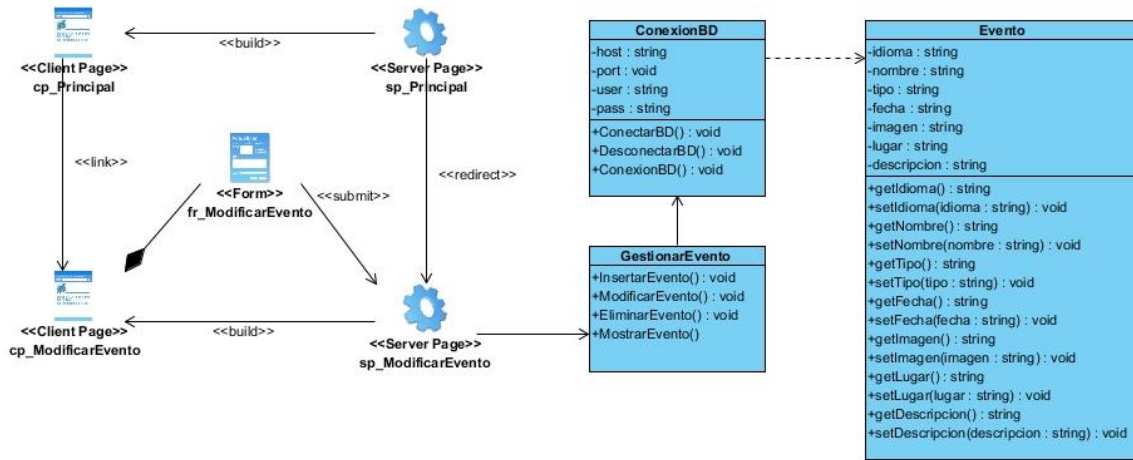 <<Client Page>>
cp_Principal
<<build>>
<<Server Page>>
sp_Principal
<<link>>
<<Form>>
fr_ModificarEvento
<<submit>>
<<redirect>>
<<Client Page>>
cp_ModificarEvento
<<build>>
<<Server Page>>
sp_ModificarEvento
ConexionBD
-host : string
-port : void
-user : string
-pass : string
+ConectarBD() : void
+DesconectarBD() : void
+ConexionBD() : void
GestionarEvento
+InsertarEvento() : void
+ModificarEvento() : void
+EliminarEvento() : void
+MostrarEvento()
Evento
-idioma : string
-nombre : string
-tipo : string
-fecha : string
-imagen : string
-lugar : string
-descripcion : string
+getIdioma() : string
+setIdioma(idioma : string) : void
+getNombre() : string
+setNombre(nombre : string) : void
+getTipo() : string
+setTipo(tipo : string) : void
+getFecha() : string
+setFecha(fecha : string) : void
+getImagen() : string
+setImagen(imagen : string) : void
+getLugar() : string
+setLugar(lugar : string) : void
+getDescripcion() : string
+setDescripcion(descripcion : string) : void